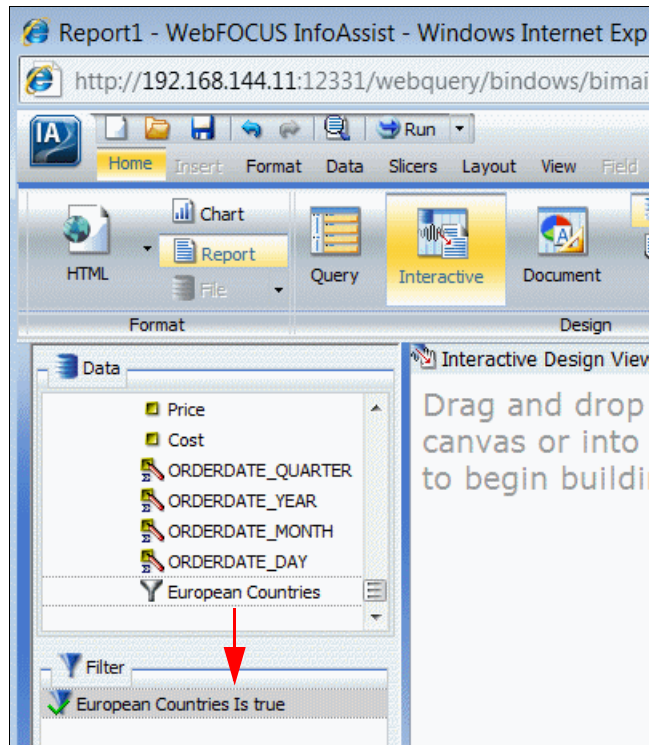 Report1 - WebFOCUS InfoAssist - Windows Internet Exp
http://192.168.144.11:12331/webquery/bindows/bimai
IA
Run
Home Insert Format Data Slicers Layout View Field
HTML
Chart
Report
File
Query
Interactive
Document
Format
Design
Data
Price
Cost
ORDERDATE_QUARTER
ORDERDATE_YEAR
ORDERDATE_MONTH
ORDERDATE_DAY
European Countries
Filter
European Countries Is true
Interactive Design View
Drag and drop
canvas or into
to begin buildi